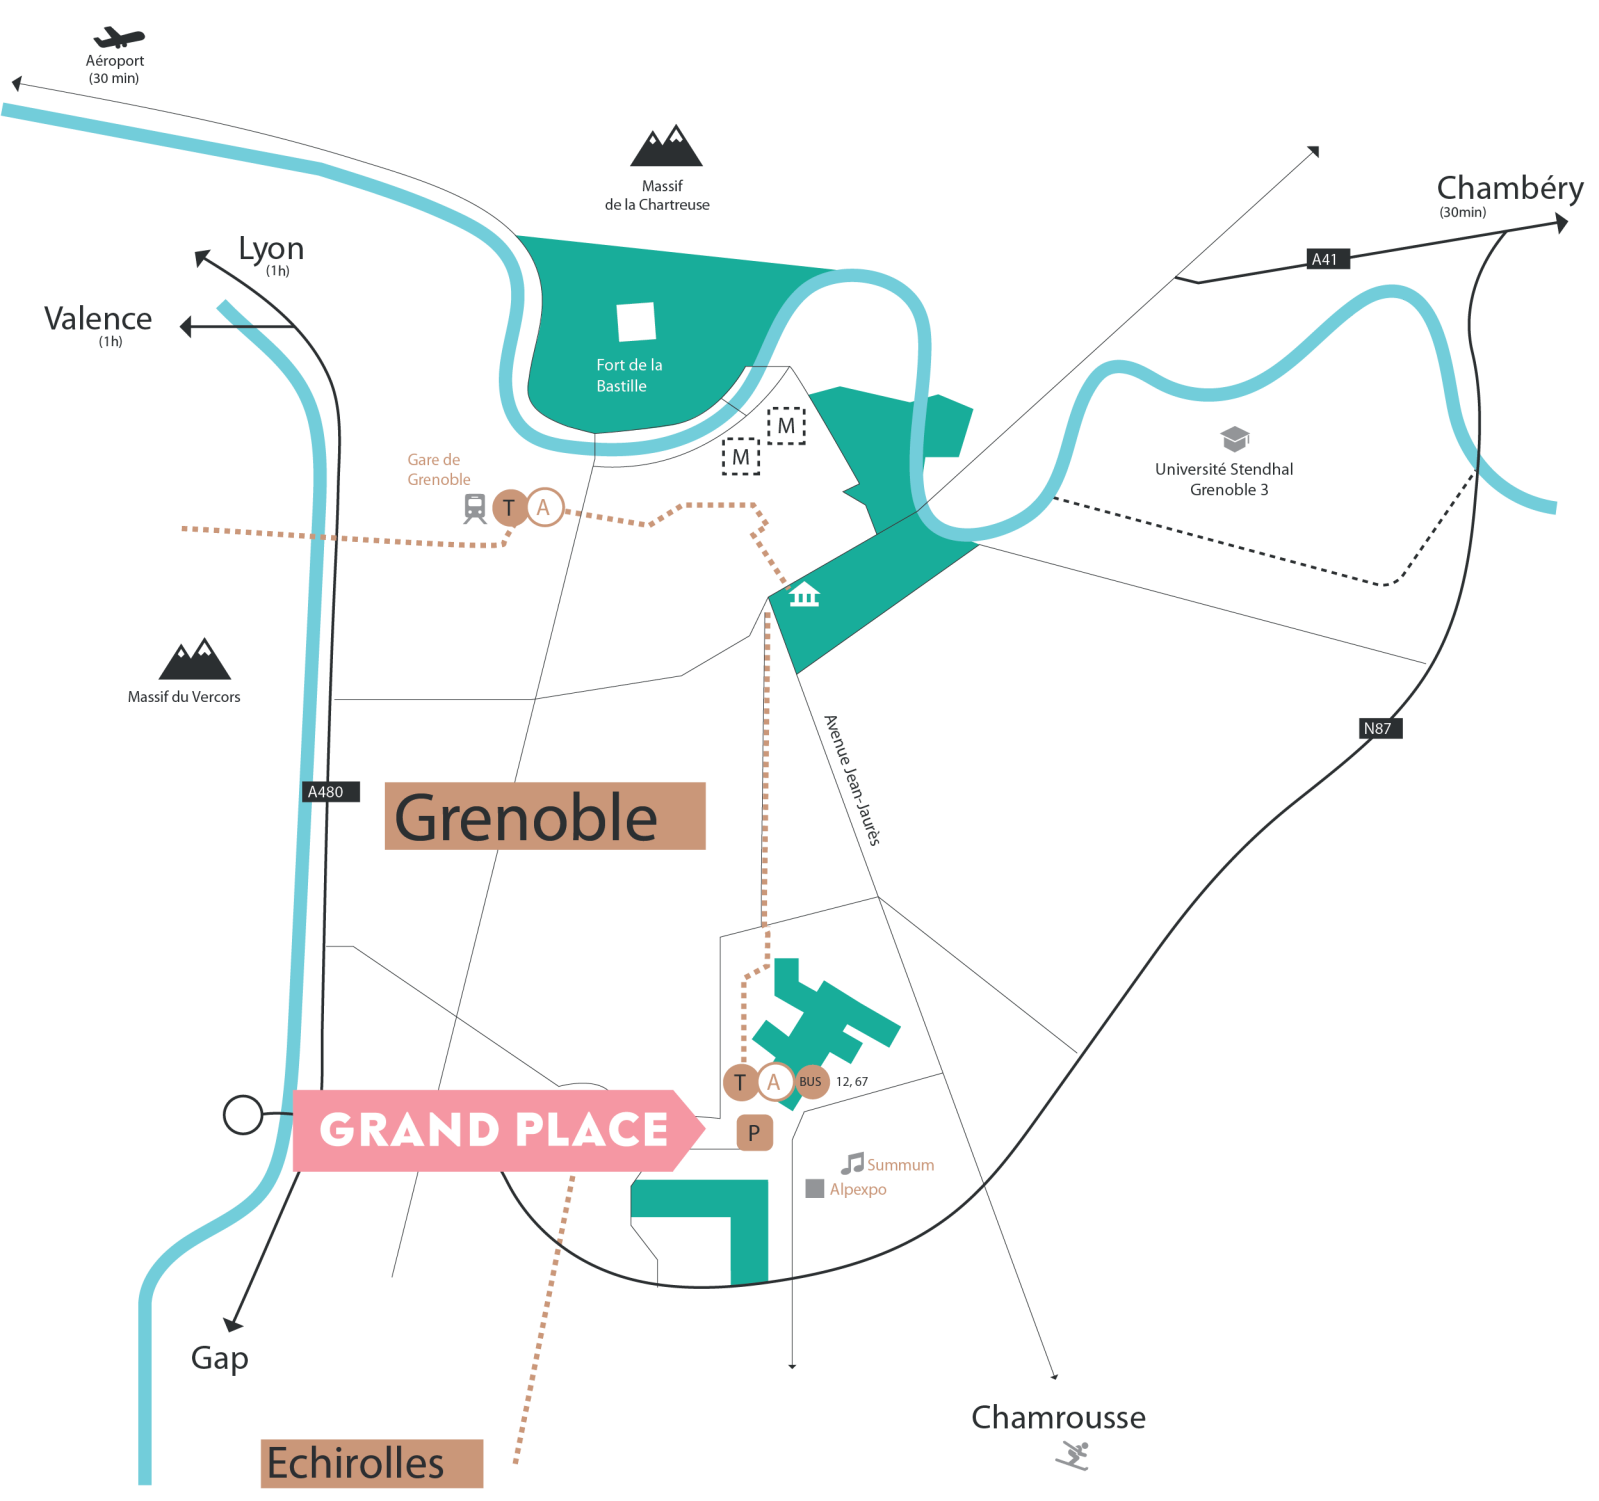 Aéroport
(30 min)
Massif
de la Chartreuse
Chambéry
(30min)
A41
Lyon
(1h)
Valence
(1h)
Fort de la
Bastille
M
M
Gare de
Grenoble
T
A
Université Stendhal
Grenoble 3
Massif du Vercors
N87
Avenue Jean-Jaurès
A480
Grenoble
T
A
BUS
12, 67
GRAND PLACE
P
Summum
Alpexpo
Gap
Chamrousse
Echirolles